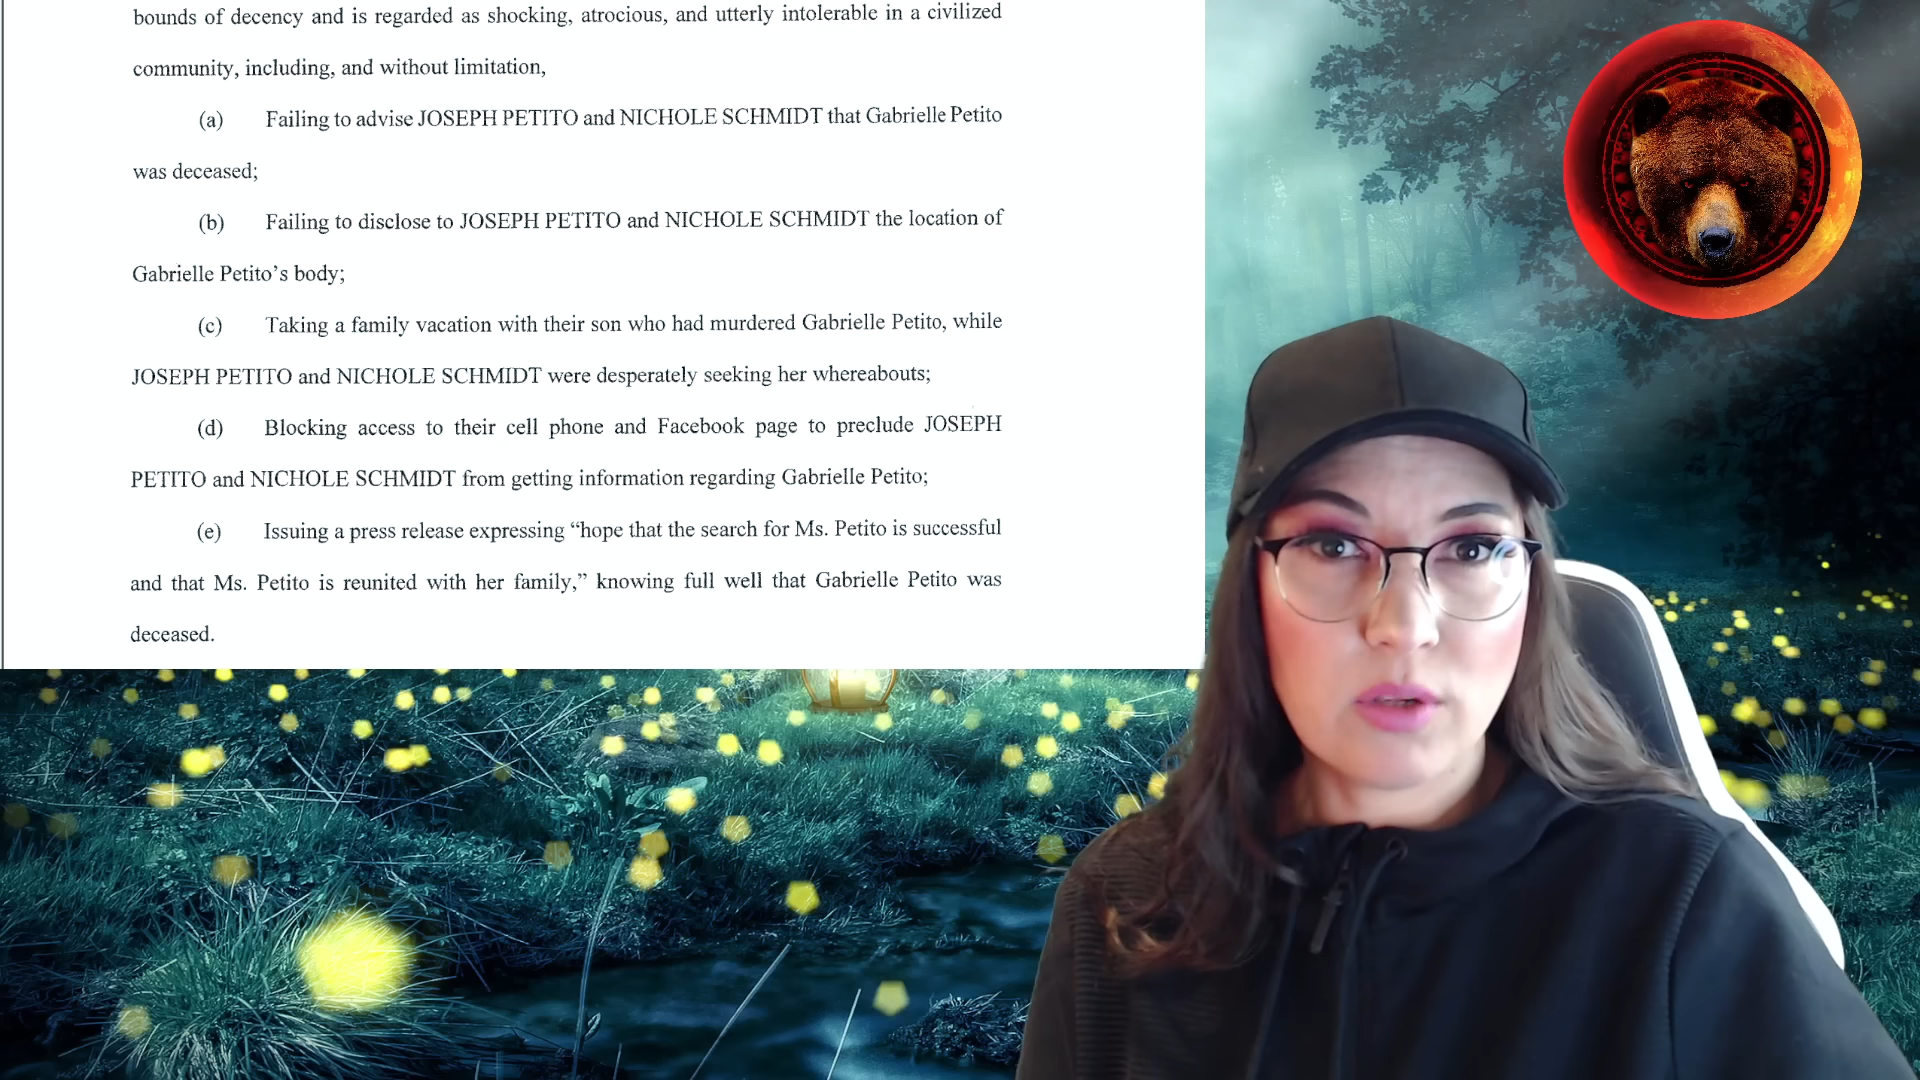 bounds of decency and is regarded as shocking, atrocious, and utterly intolerable in a civilized
community, including, and without limitation,
(a) Failing to advise JOSEPH PETITO and NICHOLE SCHMIDT that Gabrielle Petito
was deceased;
(b) Failing to disclose to JOSEPH PETITO and NICHOLE SCHMIDT the location of
Gabrielle Petito’s body;
(c) Taking a family vacation with their son who had murdered Gabrielle Petito, while
JOSEPH PETITO and NICHOLE SCHMIDT were desperately seeking her whereabouts;
(d) Blocking access to their cell phone and Facebook page to preclude JOSEPH
PETITO and NICHOLE SCHMIDT from getting information regarding Gabrielle Petito;
(e) Issuing a press release expressing “hope that the search for Ms. Petito is successful
and that Ms. Petito is reunited with her family,” knowing full well that Gabrielle Petito was
deceased.